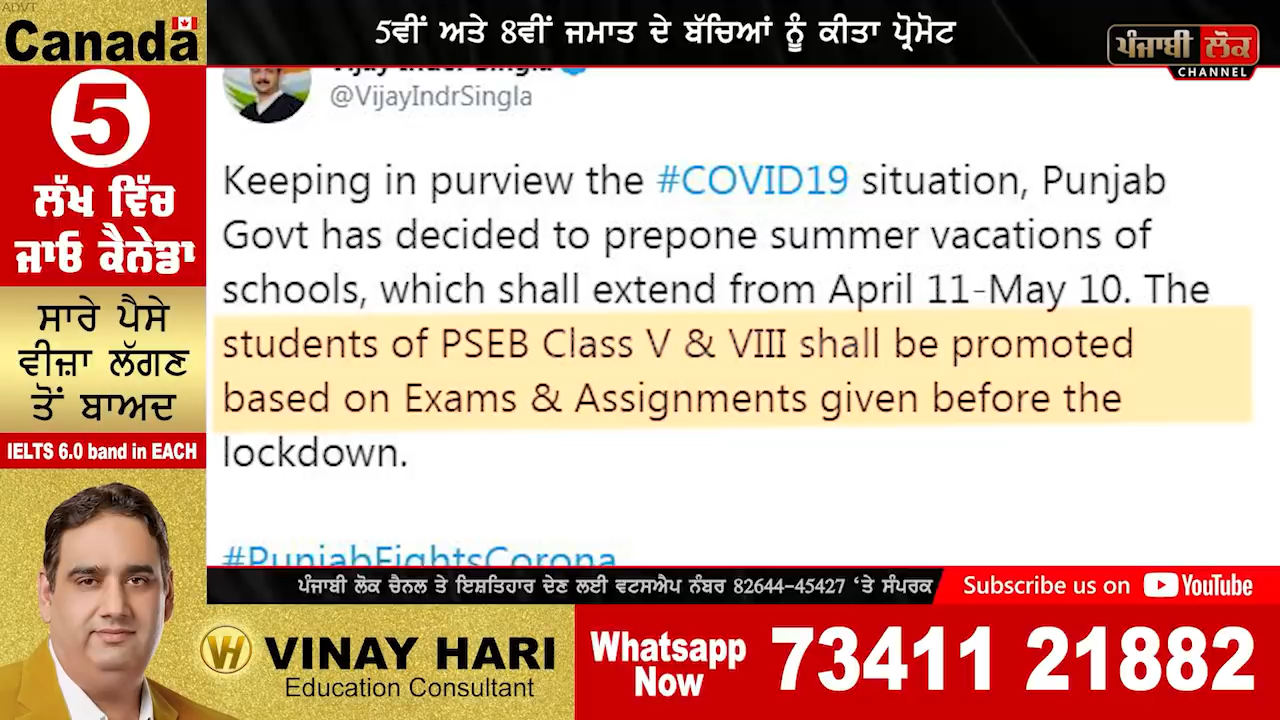 ADVT
Canada
5
ਲੱਖ ਵਿੱਚ
ਜਾਓ ਕੈਨੇਡਾ
ਸਾਰੇ ਪੈਸੇ
ਵੀਜ਼ਾ ਲੱਗਣ
ਤੋਂ ਬਾਅਦ
IELTS 6.0 band in EACH
5ਵੀਂ ਅਤੇ 8ਵੀਂ ਜਮਾਤ ਦੇ ਬੱਚਿਆਂ ਨੂੰ ਕੀਤਾ ਪ੍ਰੋਮੋਟ
ਪੰਜਾਬੀ ਲੋਕ
CHANNEL
Vijay Inder Singla
@VijayIndrSingla
Keeping in purview the #COVID19 situation, Punjab
Govt has decided to prepone summer vacations of
schools, which shall extend from April 11-May 10. The
students of PSEB Class V & VIII shall be promoted
based on Exams & Assignments given before the
lockdown.
#PunjabFightsCorona
ਪੰਜਾਬੀ ਲੋਕ ਚੈਨਲ ਤੇ ਇਸ਼ਤਿਹਾਰ ਦੇਣ ਲਈ ਵਟਸਐਪ ਨੰਬਰ 82644-45427 ‘ਤੇ ਸੰਪਰਕ
Subscribe us on YouTube
VH VINAY HARI
Education Consultant
Whatsapp
Now
73411 21882